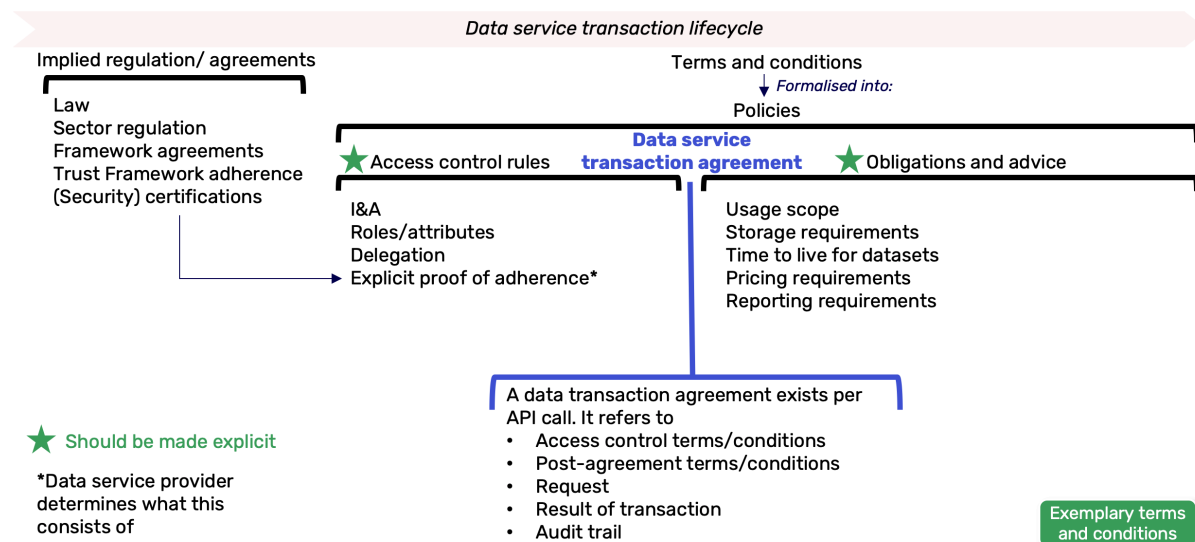 Data service transaction lifecycle
Implied regulation/ agreements
Law
Sector regulation
Framework agreements
Trust Framework adherence
(Security) certifications
Terms and conditions
Formalised into:
Policies
Data service
transaction agreement
Access control rules
I&A
Roles/attributes
Delegation
Explicit proof of adherence*
Obligations and advice
Usage scope
Storage requirements
Time to live for datasets
Pricing requirements
Reporting requirements
A data transaction agreement exists per
API call. It refers to
• Access control terms/conditions
• Post-agreement terms/conditions
• Request
• Result of transaction
• Audit trail
Should be made explicit
*Data service provider
determines what this
consists of
Exemplary terms
and conditions